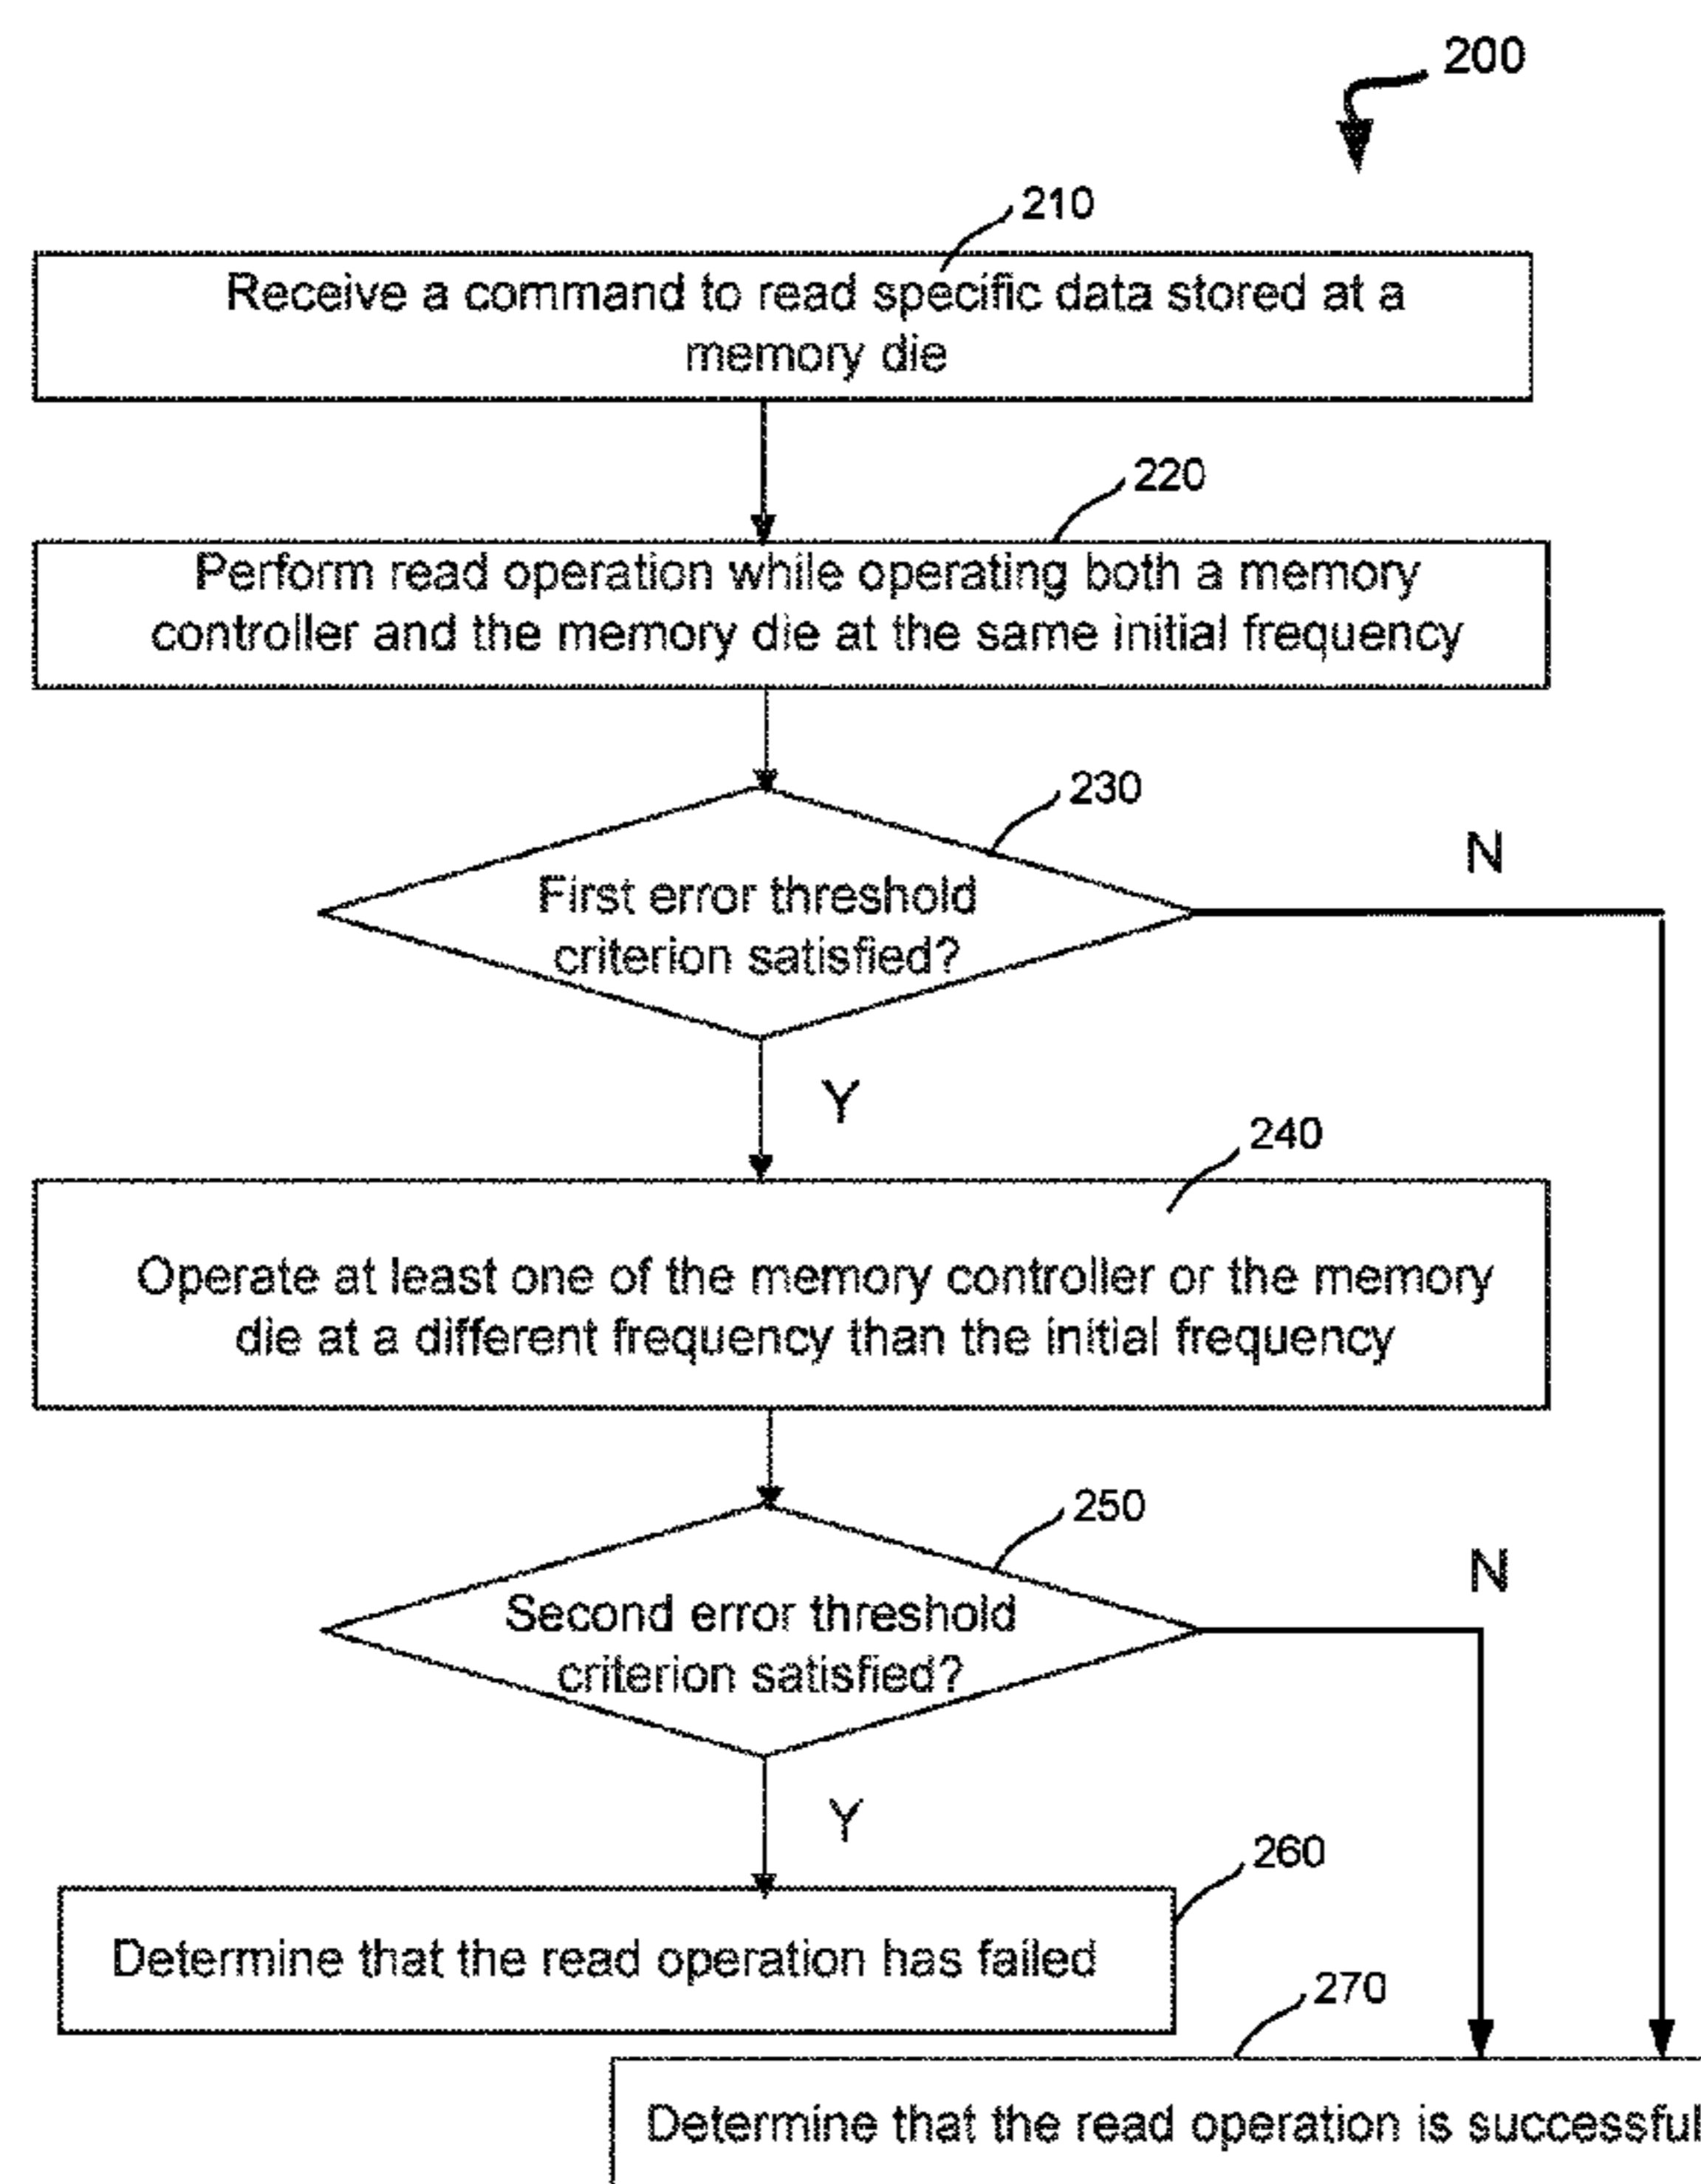 200
210
Receive a command to read specific data stored at a
memory die
220
Perform read operation while operating both a memory
controller and the memory die at the same initial frequency
230
N
First error threshold
criterion satisfied?
Y
240
Operate at least one of the memory controller or the memory
die at a different frequency than the initial frequency
250
N
Second error threshold
criterion satisfied?
Y
260
Determine that the read operation has failed
270
Determine that the read operation is successful